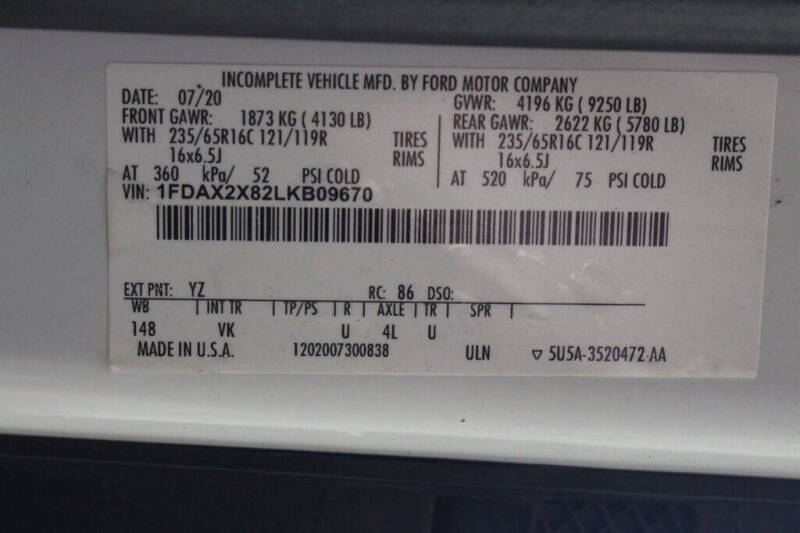 INCOMPLETE VEHICLE MFD. BY FORD MOTOR COMPANY
DATE: 07/20 GVWR: 4196 KG ( 9250 LB)
FRONT GAWR: 1873 KG ( 4130 LB) REAR GAWR: 2622 KG ( 5780 LB)
WITH 235/65R16C 121/119R TIRES WITH 235/65R16C 121/119R TIRES
16x6.5J RIMS 16x6.5J RIMS
AT 360 kPa/ 52 PSI COLD AT 520 kPa/ 75 PSI COLD
VIN: 1FDAX2X82LKB09670
EXT PNT: YZ RC: 86 DSO:
WB | INT TR | TP/PS | R | AXLE | TR | SPR |
148 VK U 4L U
MADE IN U.S.A. 1202007300838 ULN ▽ 5U5A-3520472-AA